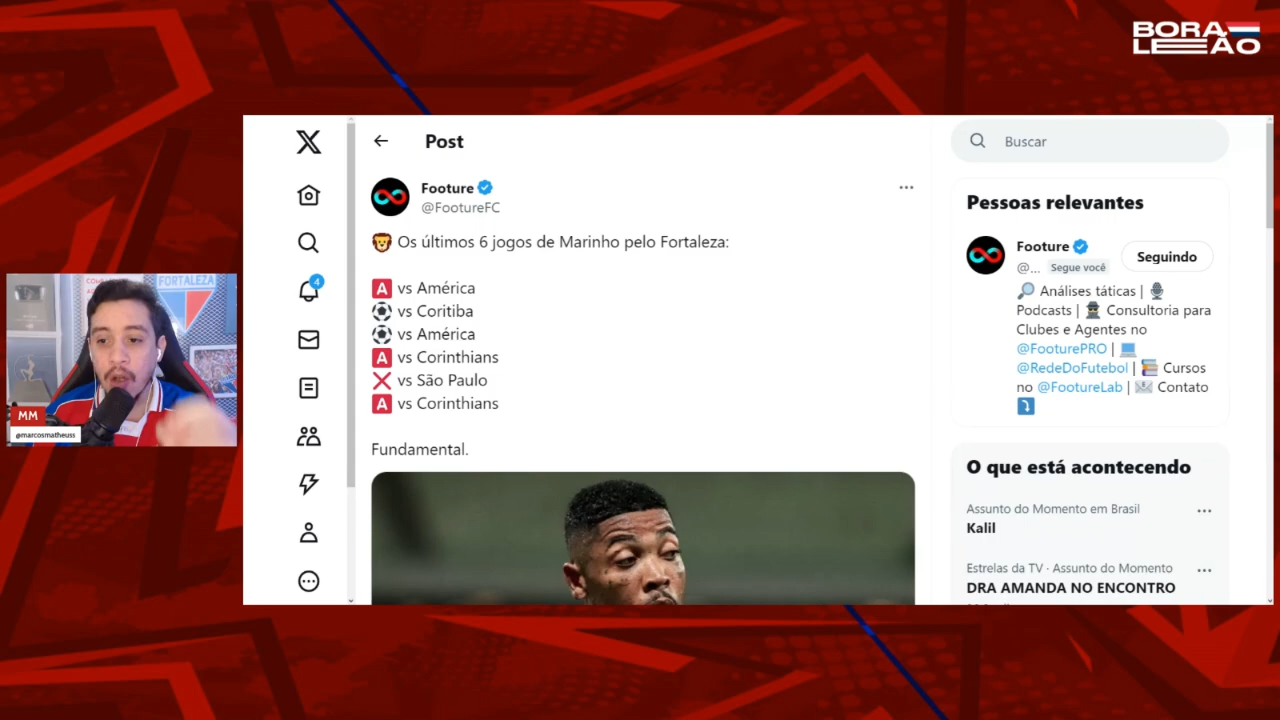 BORA
LEÃO
Post
Buscar
Footure
@FootureFC
Os últimos 6 jogos de Marinho pelo Fortaleza:
A vs América
vs Coritiba
vs América
A vs Corinthians
vs São Paulo
A vs Corinthians
Fundamental.
Pessoas relevantes
Footure
@... Segue você
Seguindo
Análises táticas |
Podcasts | Consultoria para
Clubes e Agentes no
@FooturePRO |
@RedeDoFutebol | Cursos
no @FootureLab | Contato
O que está acontecendo
Assunto do Momento em Brasil
Kalil
Estrelas da TV · Assunto do Momento
DRA AMANDA NO ENCONTRO
4
FORTALEZA
MM
@marcosmatheuss